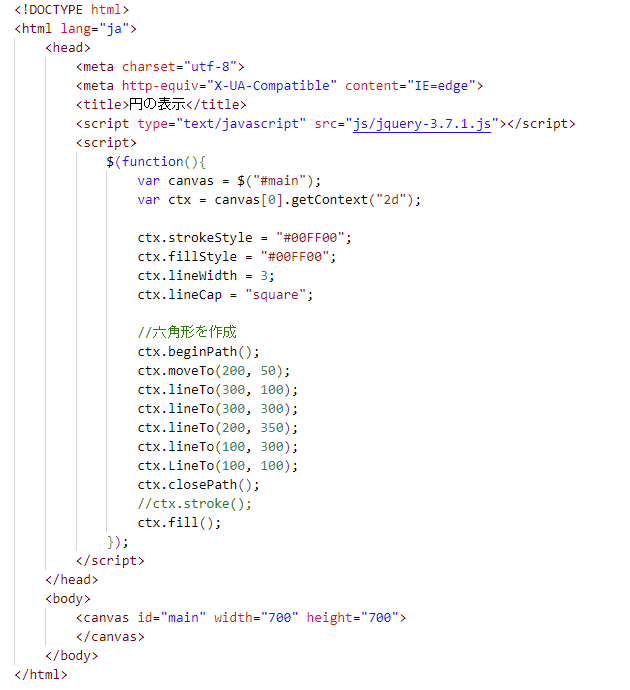 <!DOCTYPE html>
<html lang="ja">
<head>
<meta charset="utf-8">
<meta http-equiv="X-UA-Compatible" content="IE=edge">
<title>円の表示</title>
<script type="text/javascript" src="js/jquery-3.7.1.js"></script>
<script>
$(function(){
var canvas = $("#main");
var ctx = canvas[0].getContext("2d");
ctx.strokeStyle = "#00FF00";
ctx.fillStyle = "#00FF00";
ctx.lineWidth = 3;
ctx.lineCap = "square";
//六角形を作成
ctx.beginPath();
ctx.moveTo(200, 50);
ctx.lineTo(300, 100);
ctx.lineTo(300, 300);
ctx.lineTo(200, 350);
ctx.lineTo(100, 300);
ctx.LineTo(100, 100);
ctx.closePath();
//ctx.stroke();
ctx.fill();
});
</script>
</head>
<body>
<canvas id="main" width="700" height="700">
</canvas>
</body>
</html>